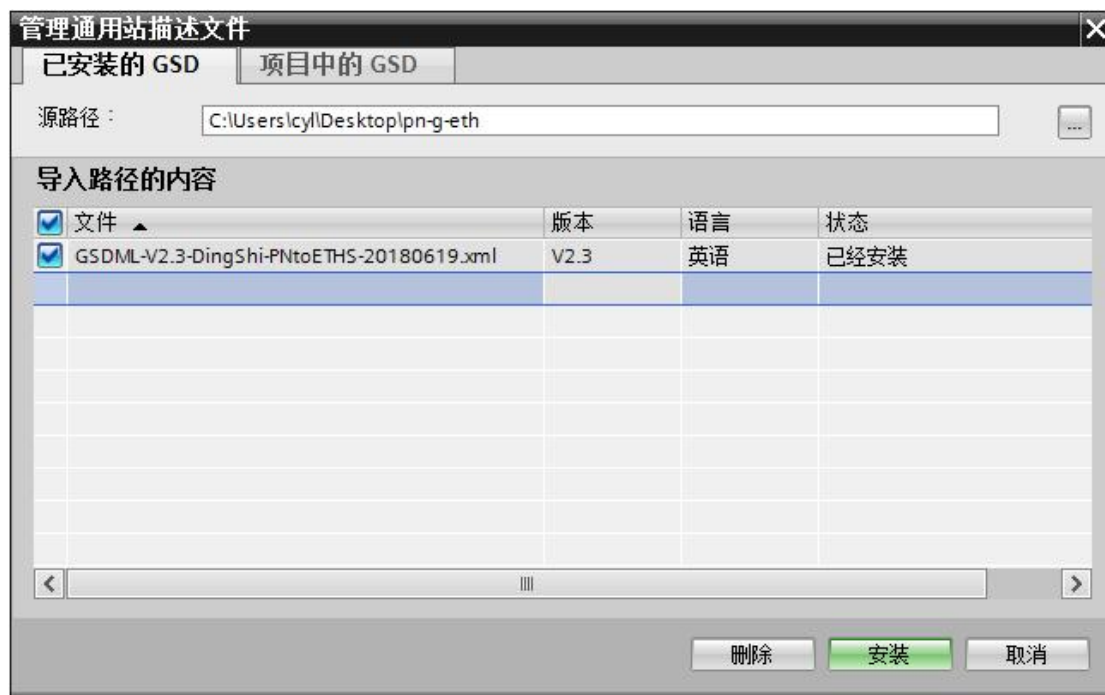 管理通用站描述文件
已安装的 GSD 项目中的 GSD
源路径： C:\Users\cyl\Desktop\pn-g-eth ...
导入路径的内容
文件 版本 语言 状态
GSDML-V2.3-DingShi-PNtoETHS-20180619.xml V2.3 英语 已经安装
删除 安装 取消